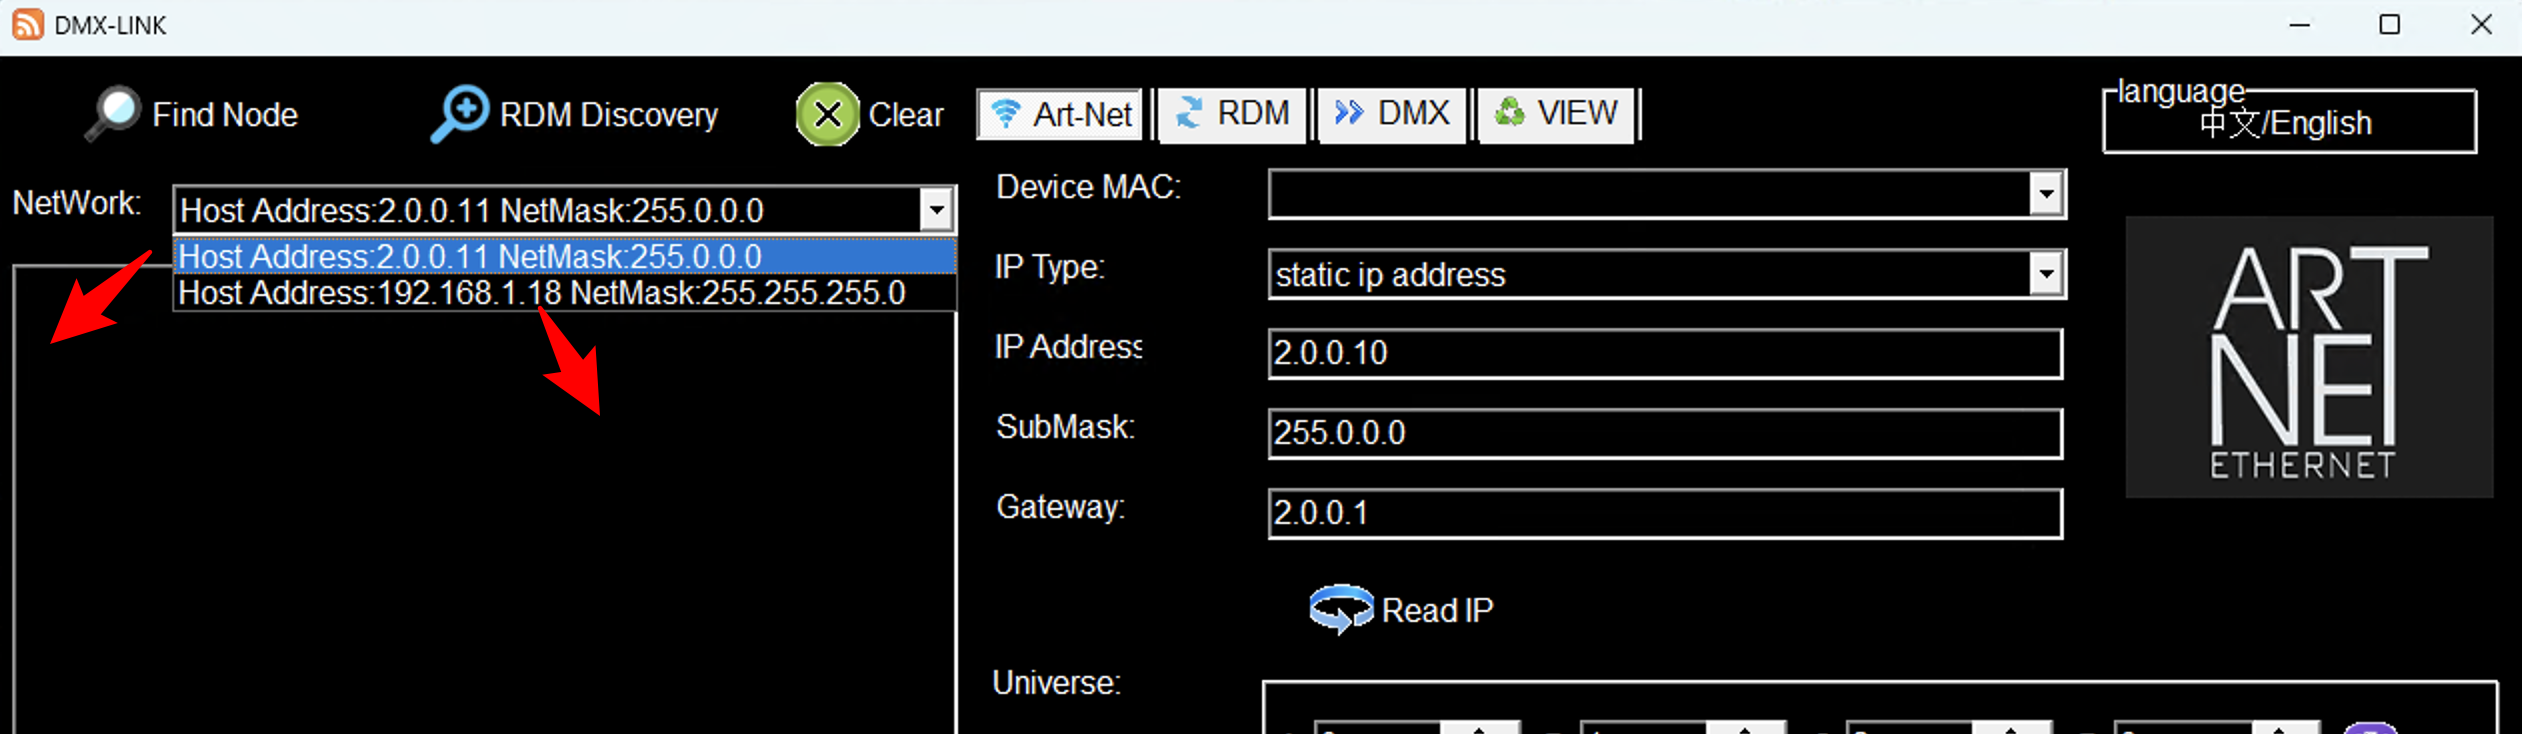 DMX-LINK
Find Node
RDM Discovery
Clear
Art-Net
RDM
DMX
VIEW
language
中文/English
NetWork:
Host Address:2.0.0.11 NetMask:255.0.0.0
Host Address:2.0.0.11 NetMask:255.0.0.0
Host Address:192.168.1.18 NetMask:255.255.255.0
Device MAC:
IP Type:
static ip address
IP Address
2.0.0.10
SubMask:
255.0.0.0
Gateway:
2.0.0.1
Read IP
ART
NET
ETHERNET
Universe: